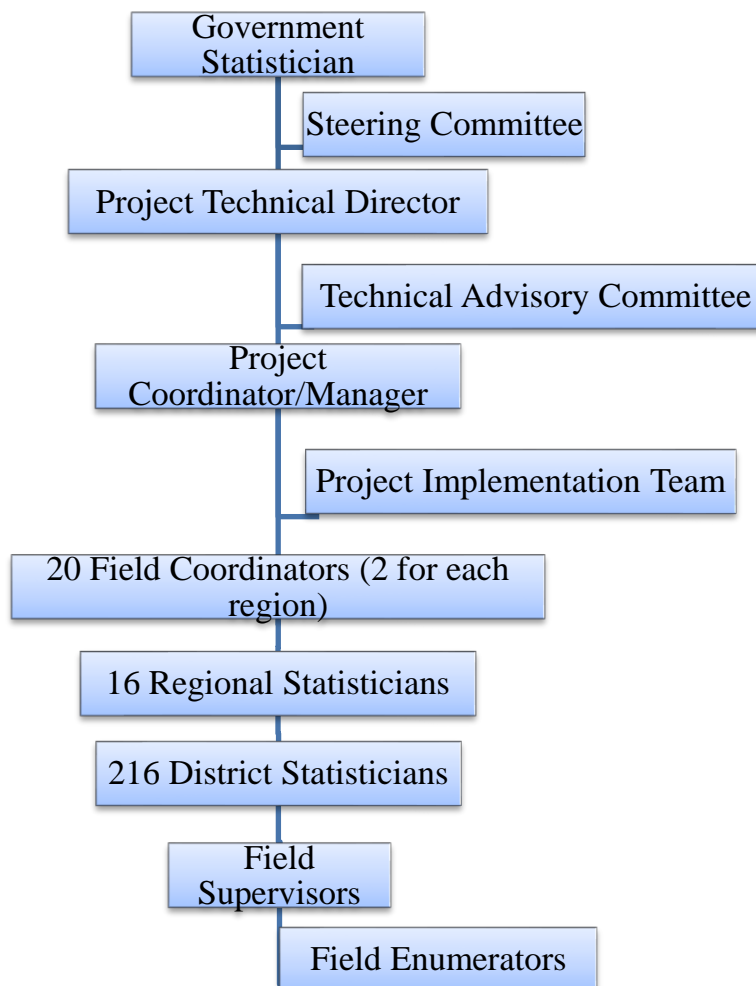 Government
Statistician
Steering Committee
Project Technical Director
Technical Advisory Committee
Project
Coordinator/Manager
Project Implementation Team
20 Field Coordinators (2 for each
region)
16 Regional Statisticians
216 District Statisticians
Field
Supervisors
Field Enumerators